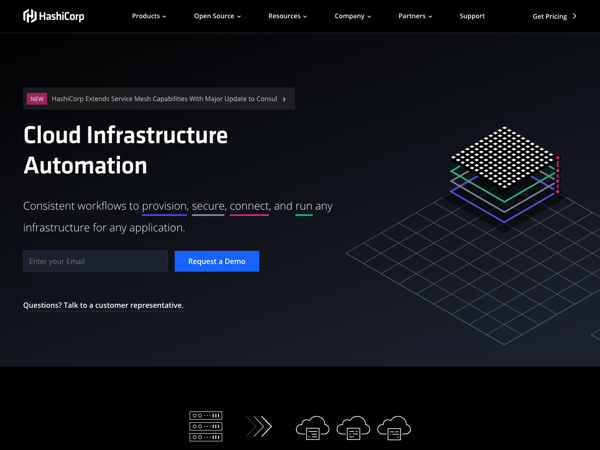 HashiCorp
Products
Open Source
Resources
Company
Partners
Support
Get Pricing
NEW HashiCorp Extends Service Mesh Capabilities With Major Update to Consul
Cloud Infrastructure
Automation
Consistent workflows to provision, secure, connect, and run any
infrastructure for any application.
Enter your Email
Request a Demo
Questions? Talk to a customer representative.